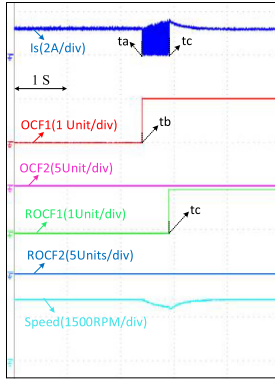 ta
tc
Is(2A/div)
1 S
OCF1(1 Unit/div)
tb
OCF2(5Unit/div)
ROCF1(1Unit/div)
tc
ROCF2(5Units/div)
Speed(1500RPM/div)